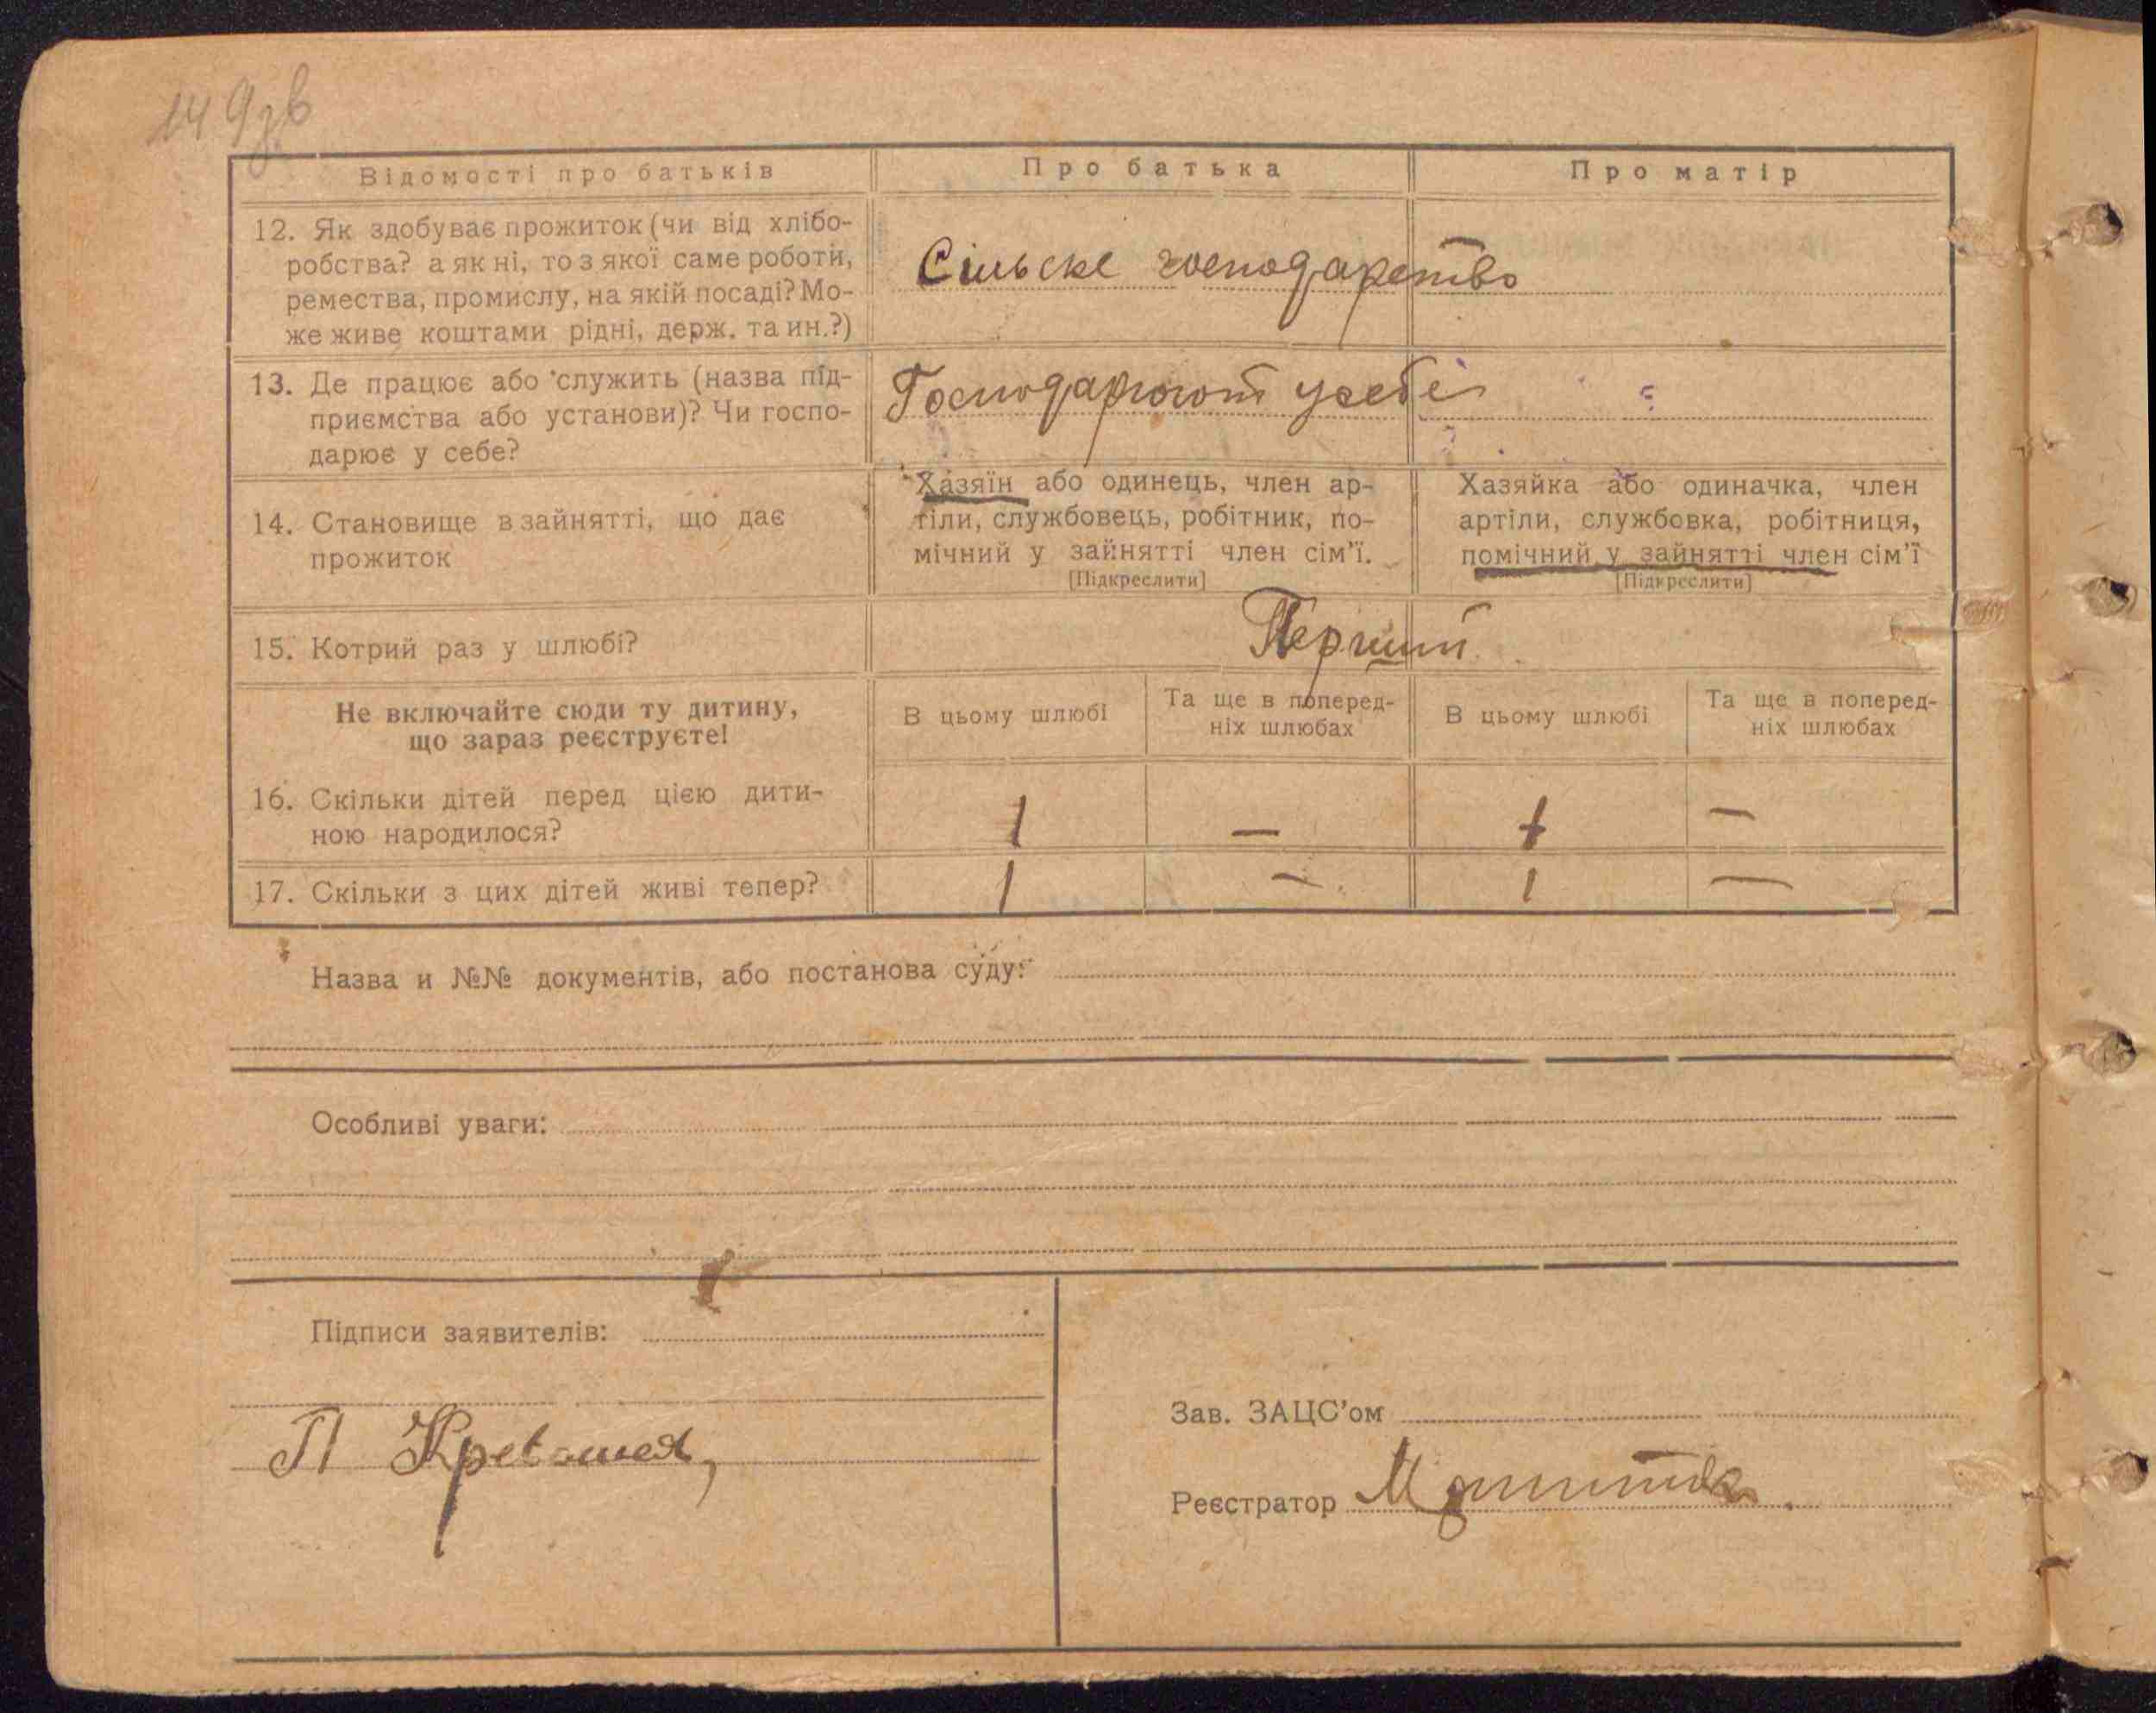 149зв
Відомості про батьків
Про батька
Про матір
12. Як здобуває прожиток (чи від хлібо-
робства? а як ні, то з якої саме роботи,
ремества, промислу, на якій посаді? Мо-
же живе коштами рідні, держ. та ин.?)
Сільске господарство
13. Де працює або служить (назва під-
приємства або установи)? Чи госпо-
дарює у себе?
Господарюют усебі
14. Становище в зайнятті, що дає
прожиток
Хазяїн або одинець, член ар-
тіли, службовець, робітник, по-
мічний у зайнятті член сім'ї.
[Підкреслити]
Хазяйка або одиначка, член
артіли, службовка, робітниця,
помічний у зайнятті член сім'ї
[Підкреслити]
15. Котрий раз у шлюбі?
Перший
Не включайте сюди ту дитину,
що зараз реєструєте!
В цьому шлюбі
Та ще в поперед-
ніх шлюбах
В цьому шлюбі
Та ще в поперед-
ніх шлюбах
16. Скільки дітей перед цією дити-
ною народилося?
1 — 1 —
17. Скільки з цих дітей живі тепер?
1 — 1 —
Назва и №№ документів, або постанова суду:
Особливі уваги:
Підписи заявителів:
П
Зав. ЗАЦС'ом
Реєстратор